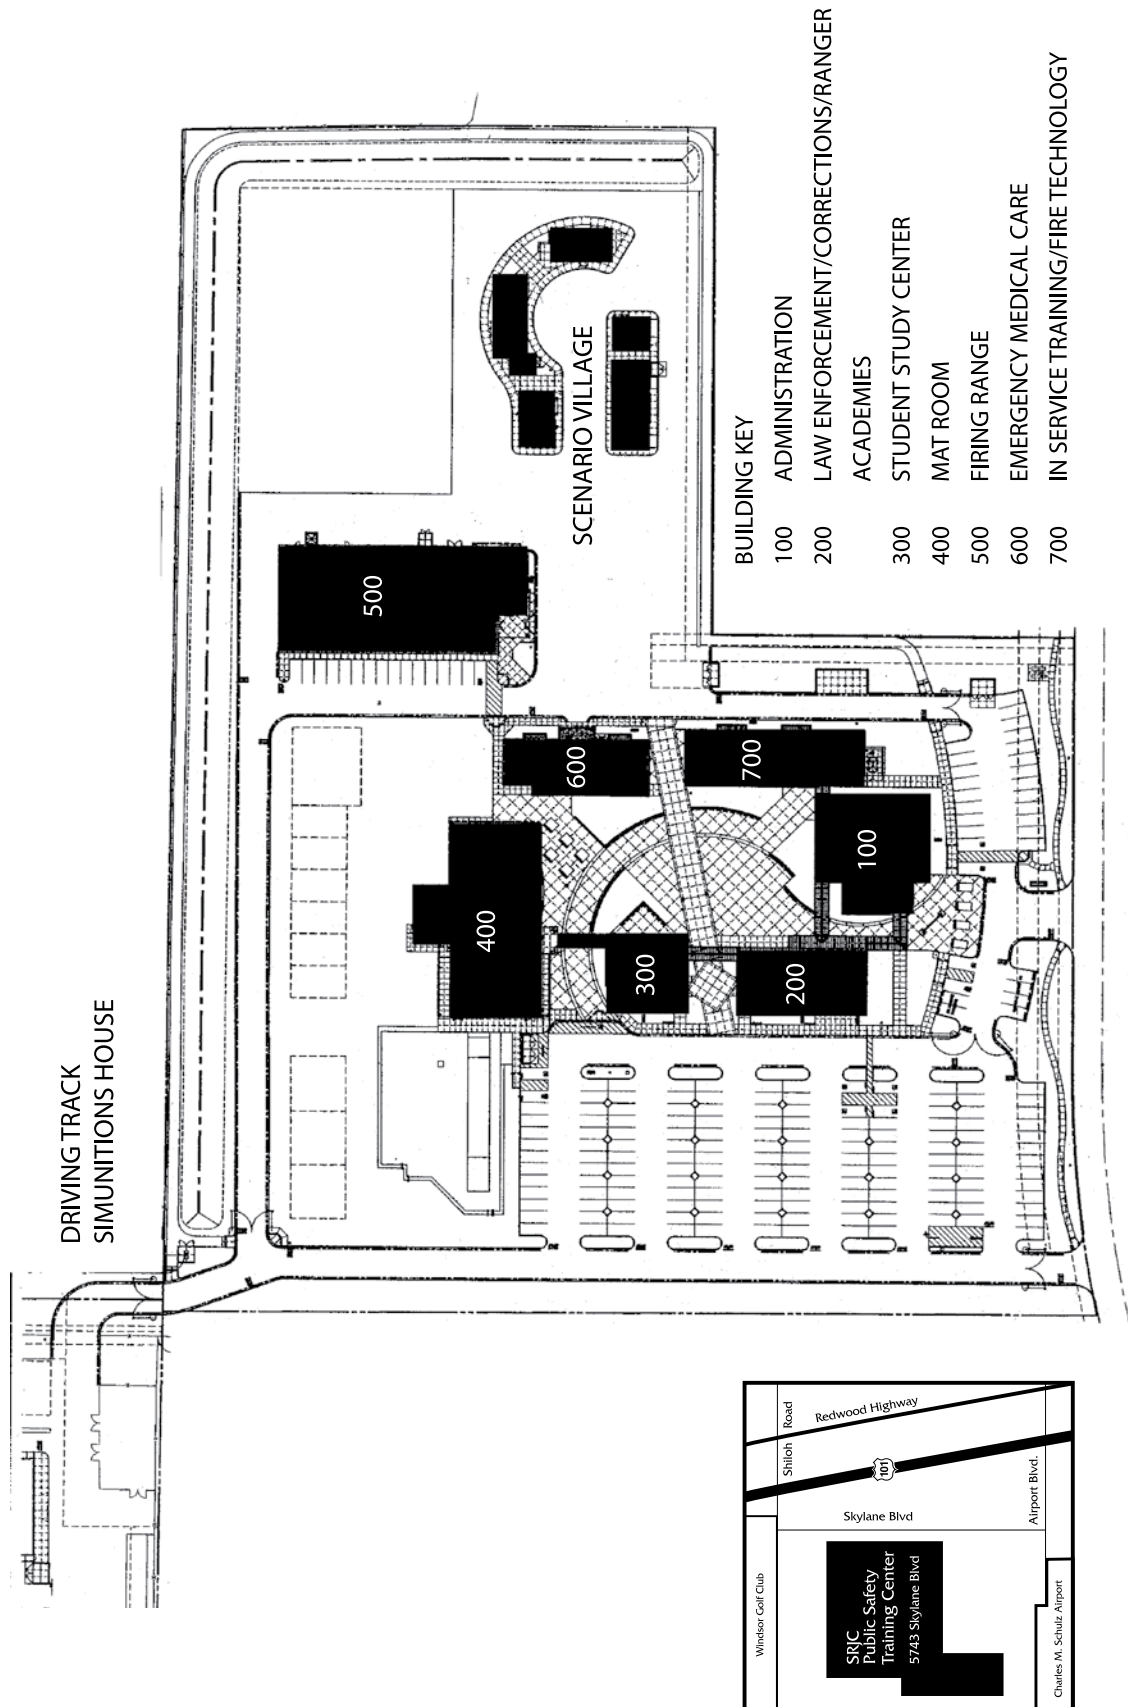 DRIVING TRACK
SIMUNITIONS HOUSE
500
SCENARIO VILLAGE
400
600
700
300
200
100
BUILDING KEY
100 ADMINISTRATION
200 LAW ENFORCEMENT/CORRECTIONS/RANGER
ACADEMIES
300 STUDENT STUDY CENTER
400 MAT ROOM
500 FIRING RANGE
600 EMERGENCY MEDICAL CARE
700 IN SERVICE TRAINING/FIRE TECHNOLOGY
Windsor Golf Club
Shiloh Road
Redwood Highway
101
Skylane Blvd
Airport Blvd.
SRJC
Public Safety
Training Center
5743 Skylane Blvd
Charles M. Schulz Airport